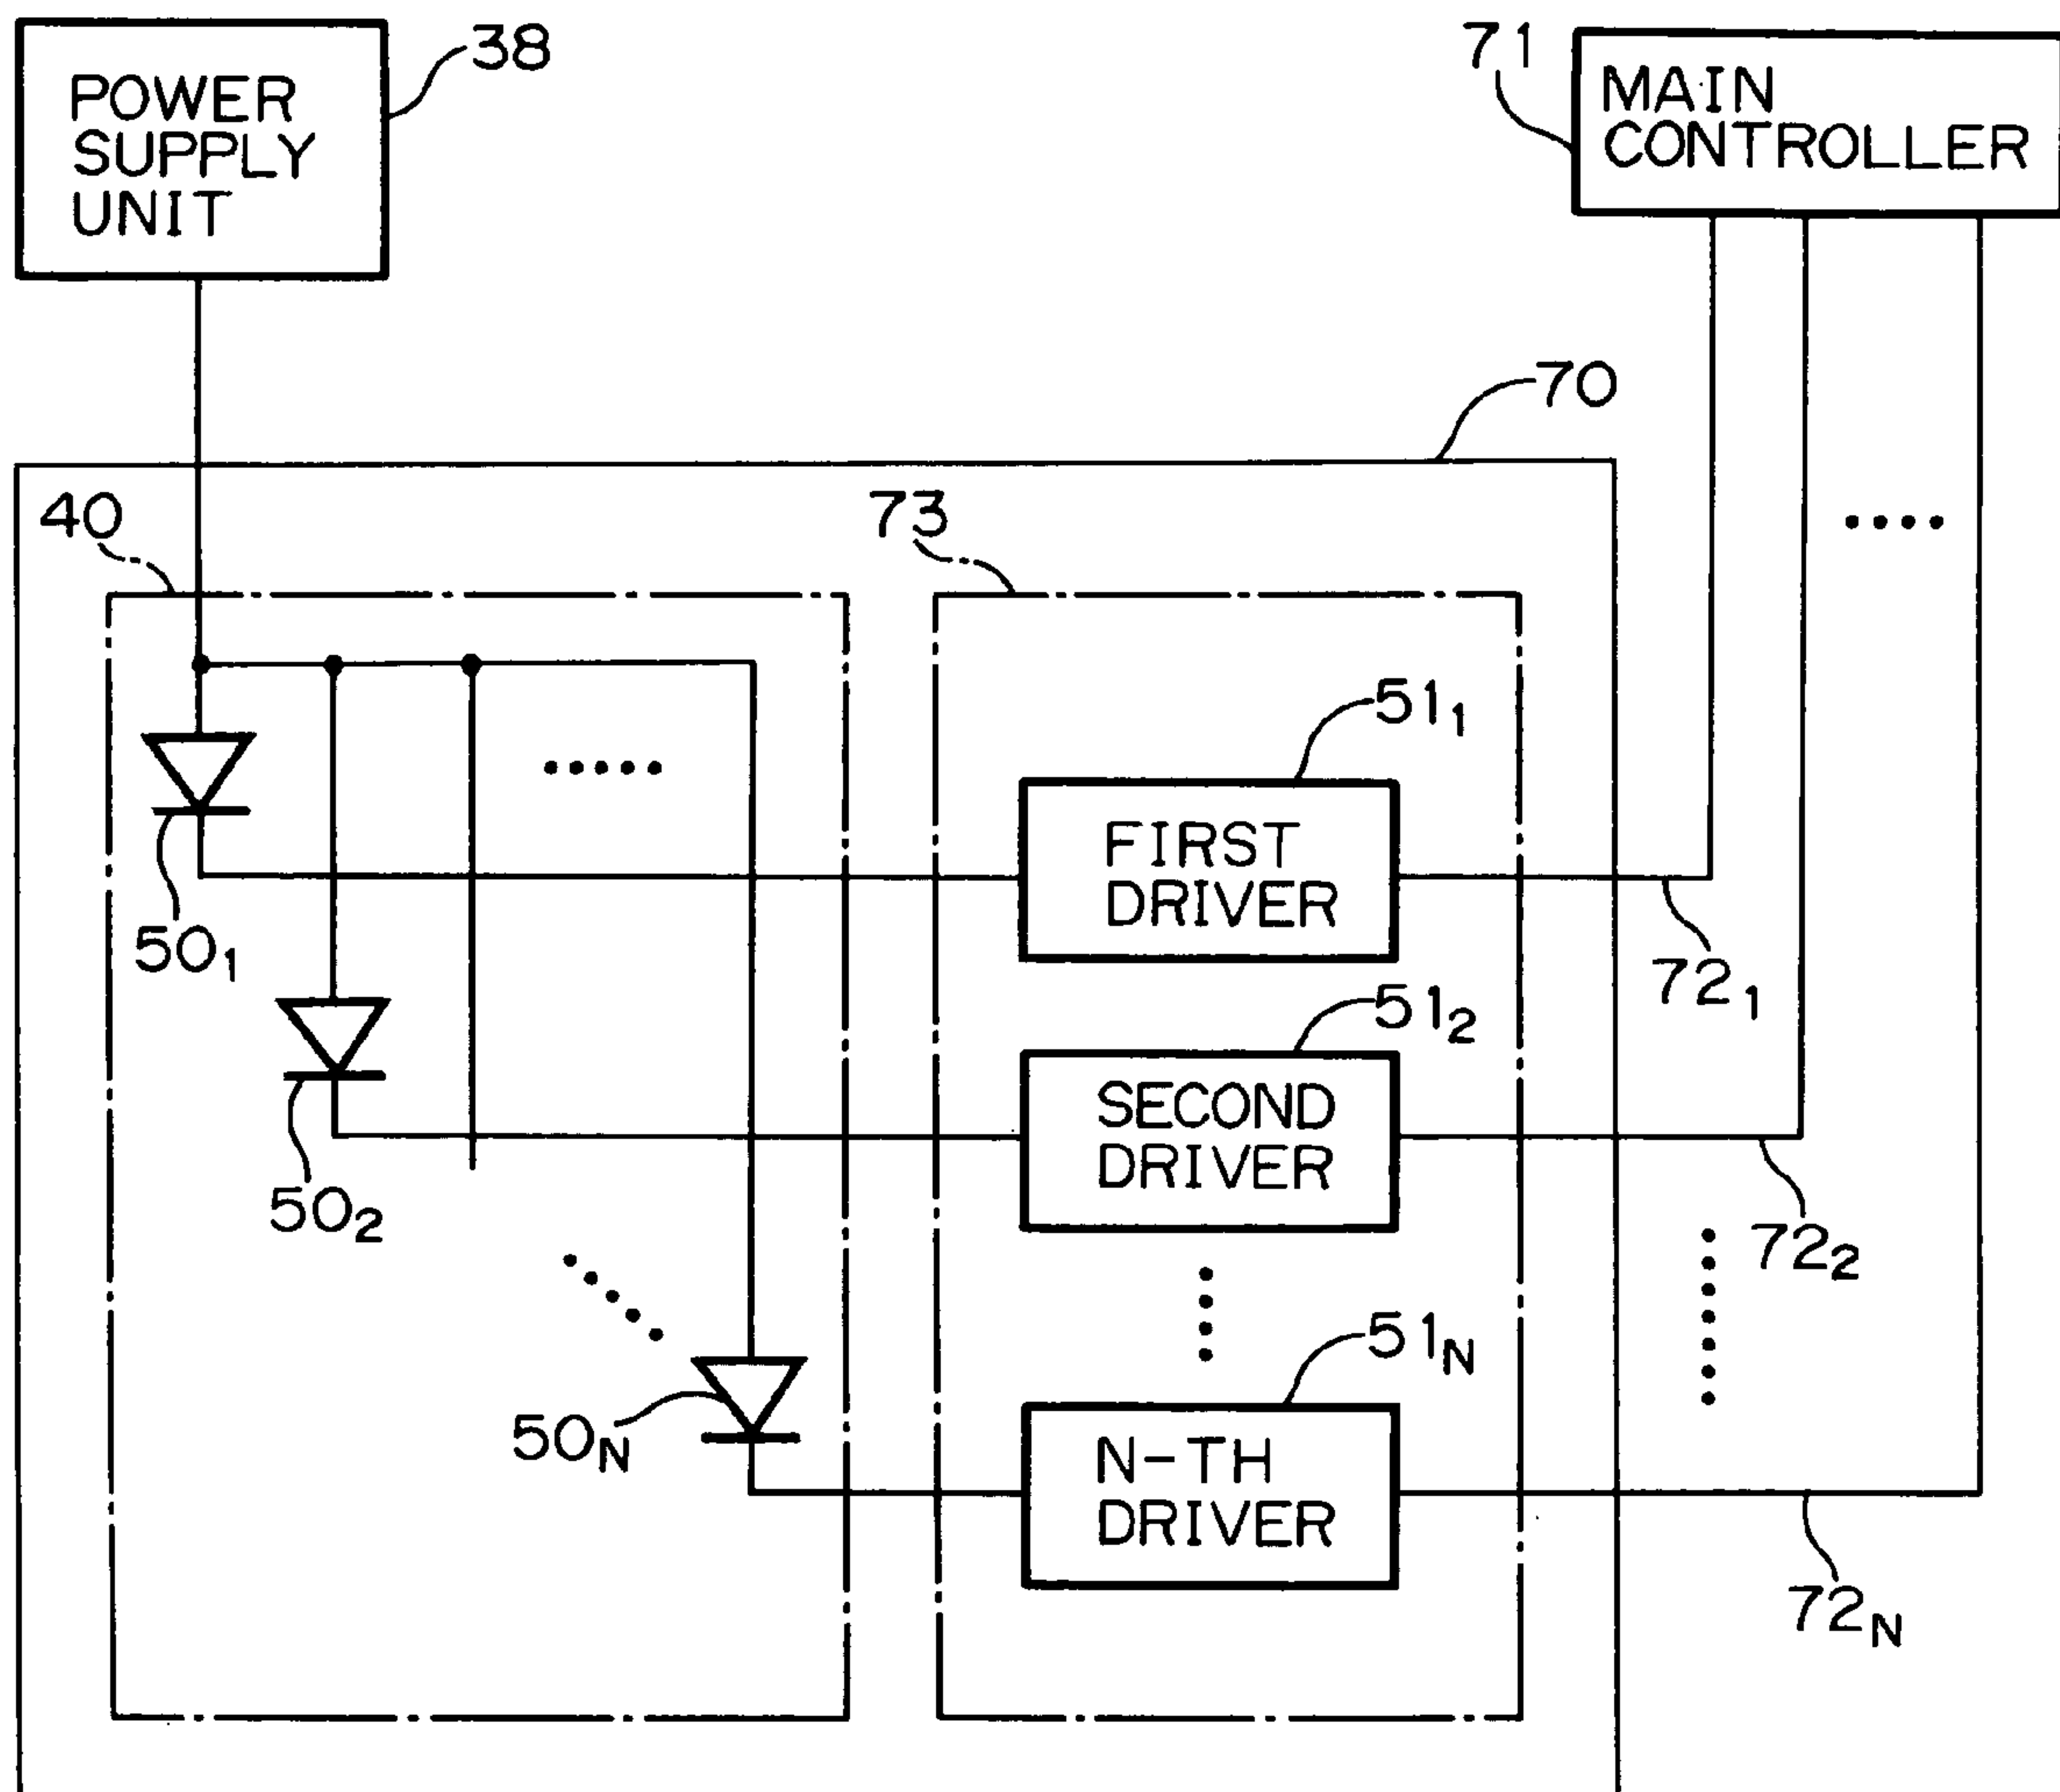 POWER
SUPPLY
UNIT
38
71
MAIN
CONTROLLER
70
40
73
51₁
FIRST
DRIVER
50₁
72₁
51₂
SECOND
DRIVER
50₂
72₂
51N
50N
N-TH
DRIVER
72N